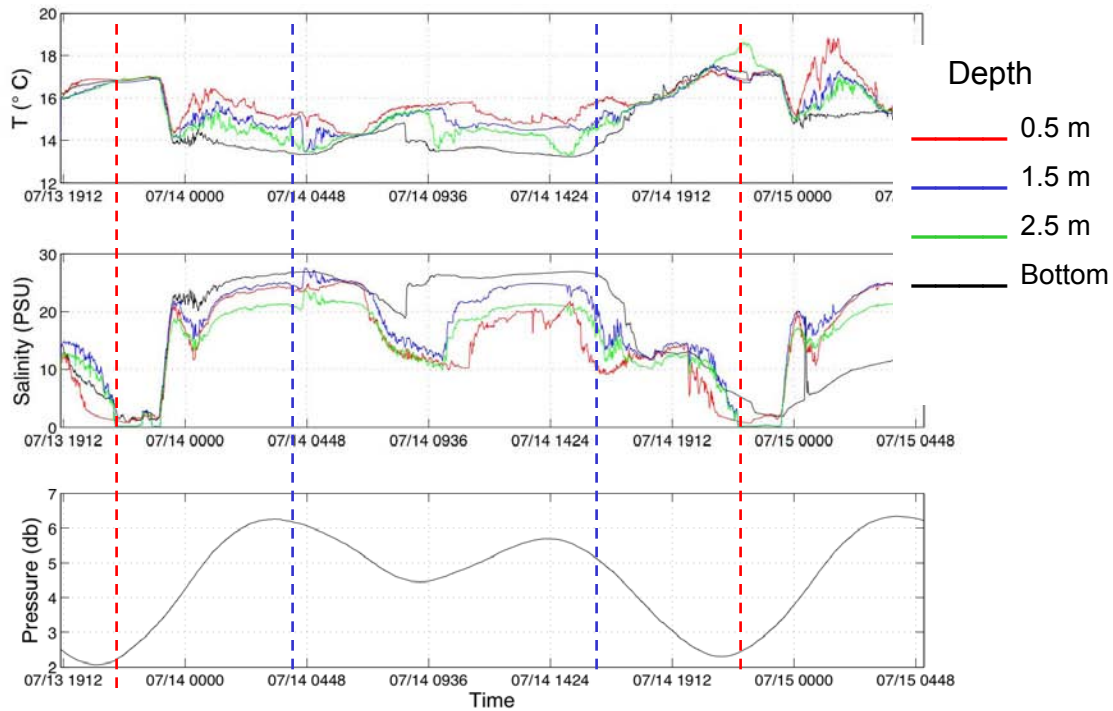 20
18
16
14
12
T (° C)
07/13 1912 07/14 0000 07/14 0448 07/14 0936 07/14 1424 07/14 1912 07/15 0000 07/
Depth
0.5 m
1.5 m
2.5 m
Bottom
30
20
10
0
Salinity (PSU)
07/13 1912 07/14 0000 07/14 0448 07/14 0936 07/14 1424 07/14 1912 07/15 0000 07/15 0448
7
6
5
4
3
2
Pressure (db)
07/13 1912 07/14 0000 07/14 0448 07/14 0936 07/14 1424 07/14 1912 07/15 0000 07/15 0448
Time